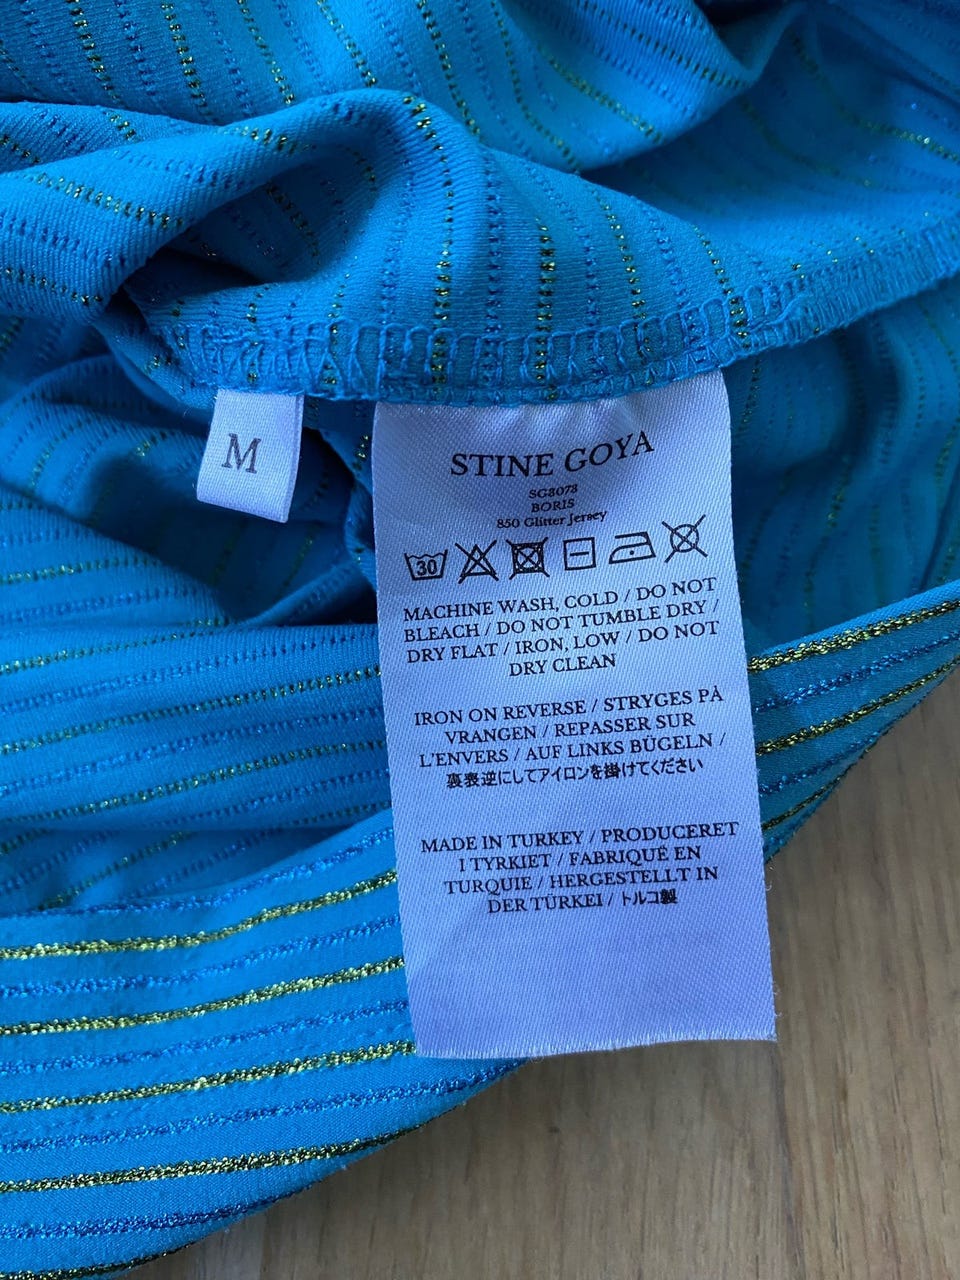 M
STINE GOYA
SG3073
BORIS
850 Glitter Jersey
30
MACHINE WASH, COLD / DO NOT
BLEACH / DO NOT TUMBLE DRY /
DRY FLAT / IRON, LOW / DO NOT
DRY CLEAN
IRON ON REVERSE / STRYGES PÅ
VRANGEN / REPASSER SUR
L'ENVERS / AUF LINKS BÜGELN /
裏表逆にしてアイロンを掛けてください
MADE IN TURKEY / PRODUCERET
I TYRKIET / FABRIQUÉ EN
TURQUIE / HERGESTELLT IN
DER TÜRKEI / トルコ製